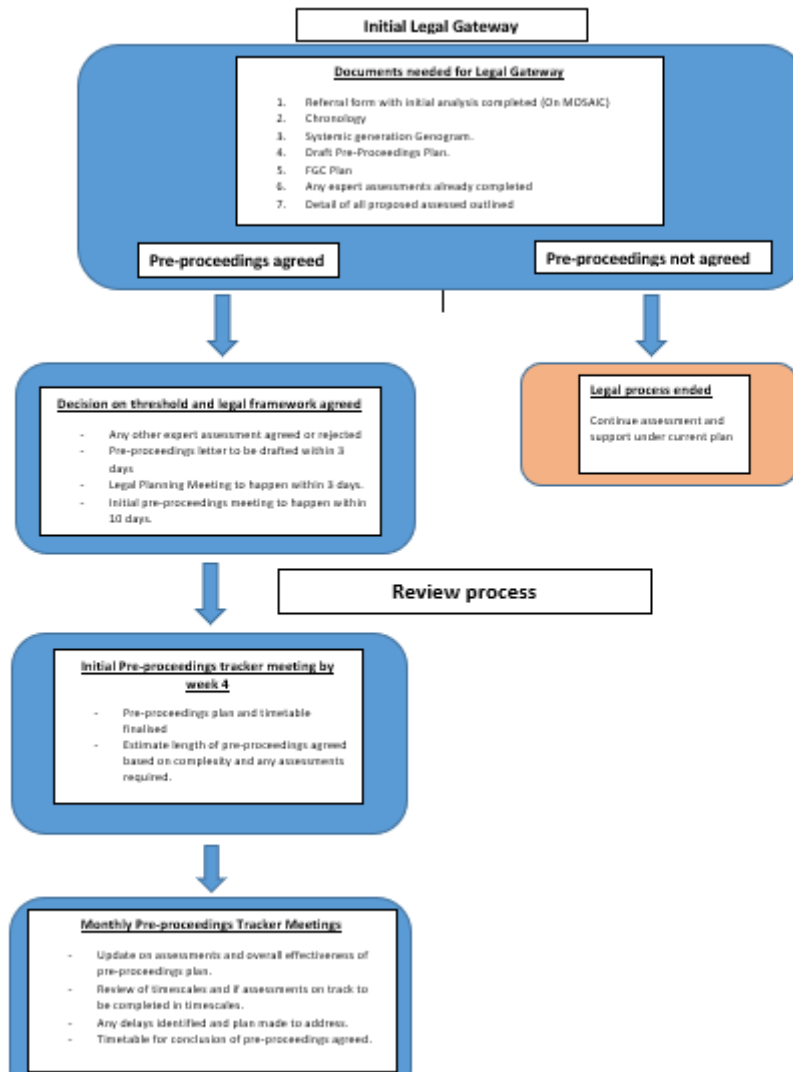 Initial Legal Gateway
Documents needed for Legal Gateway
1. Referral form with initial analysis completed (On MOSAIC)
2. Chronology
3. Systemic generation Genogram.
4. Draft Pre-Proceedings Plan.
5. FGC Plan
6. Any expert assessments already completed
7. Detail of all proposed assessed outlined
Pre-proceedings agreed
Pre-proceedings not agreed
Decision on threshold and legal framework agreed
- Any other expert assessment agreed or rejected
- Pre-proceedings letter to be drafted within 3
days
- Legal Planning Meeting to happen within 3 days.
- Initial pre-proceedings meeting to happen within
10 days.
Legal process ended
Continue assessment and
support under current plan
Review process
Initial Pre-proceedings tracker meeting by
week 4
- Pre-proceedings plan and timetable
finalised
- Estimate length of pre-proceedings agreed
based on complexity and any assessments
required.
Monthly Pre-proceedings Tracker Meetings
- Update on assessments and overall effectiveness of
pre-proceedings plan.
- Review of timescales and if assessments on track to
be completed in timescales.
- Any delays identified and plan made to address.
- Timetable for conclusion of pre-proceedings agreed.